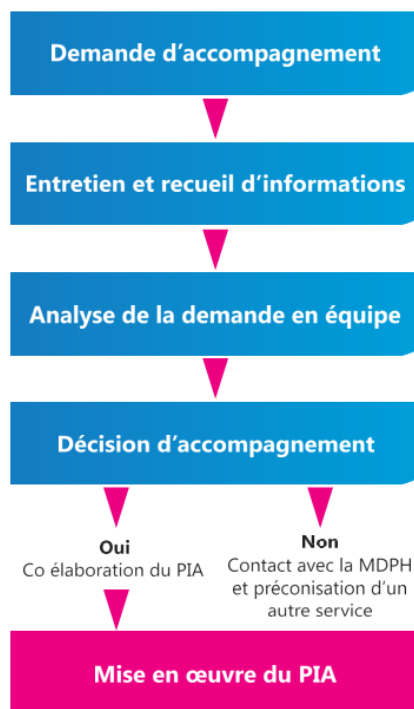 Demande d’accompagnement
Entretien et recueil d’informations
Analyse de la demande en équipe
Décision d’accompagnement
Oui
Co élaboration du PIA
Non
Contact avec la MDPH
et préconisation d’un
autre service
Mise en œuvre du PIA